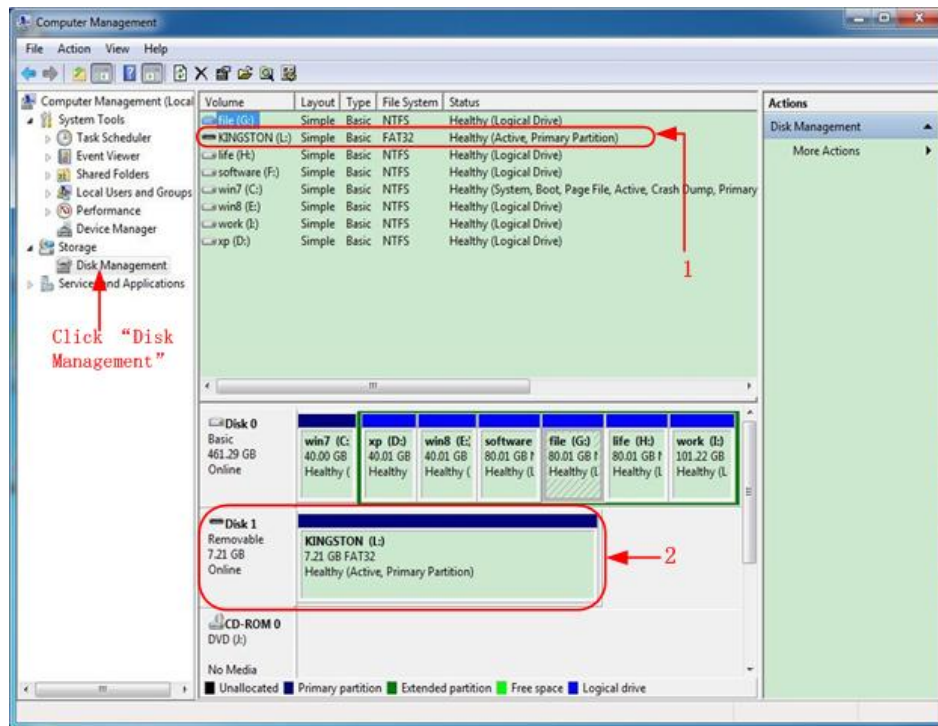 Computer Management
File Action View Help
Computer Management (Local
System Tools
Task Scheduler
Event Viewer
Shared Folders
Local Users and Groups
Performance
Device Manager
Storage
Disk Management
Services and Applications
Click “Disk
Management”
Volume Layout Type File System Status
file (G:) Simple Basic NTFS Healthy (Logical Drive)
KINGSTON (L:) Simple Basic FAT32 Healthy (Active, Primary Partition)
life (H:) Simple Basic NTFS Healthy (Logical Drive)
software (F:) Simple Basic NTFS Healthy (Logical Drive)
win7 (C:) Simple Basic NTFS Healthy (System, Boot, Page File, Active, Crash Dump, Primary
win8 (E:) Simple Basic NTFS Healthy (Logical Drive)
work (I:) Simple Basic NTFS Healthy (Logical Drive)
xp (D:) Simple Basic NTFS Healthy (Logical Drive)
1
Actions
Disk Management
More Actions
Disk 0
Basic
461.29 GB
Online
win7 (C:
40.00 GB
Healthy (
xp (D:)
40.01 GB
Healthy
win8 (E:
40.01 GB
Healthy (
software
80.01 GB N
Healthy (L
file (G:)
80.01 GB N
Healthy (L
life (H:)
80.01 GB N
Healthy (L
work (I:)
101.22 GB
Healthy (L
Disk 1
Removable
7.21 GB
Online
KINGSTON (L:)
7.21 GB FAT32
Healthy (Active, Primary Partition)
2
CD-ROM 0
DVD (J:)
No Media
Unallocated Primary partition Extended partition Free space Logical drive